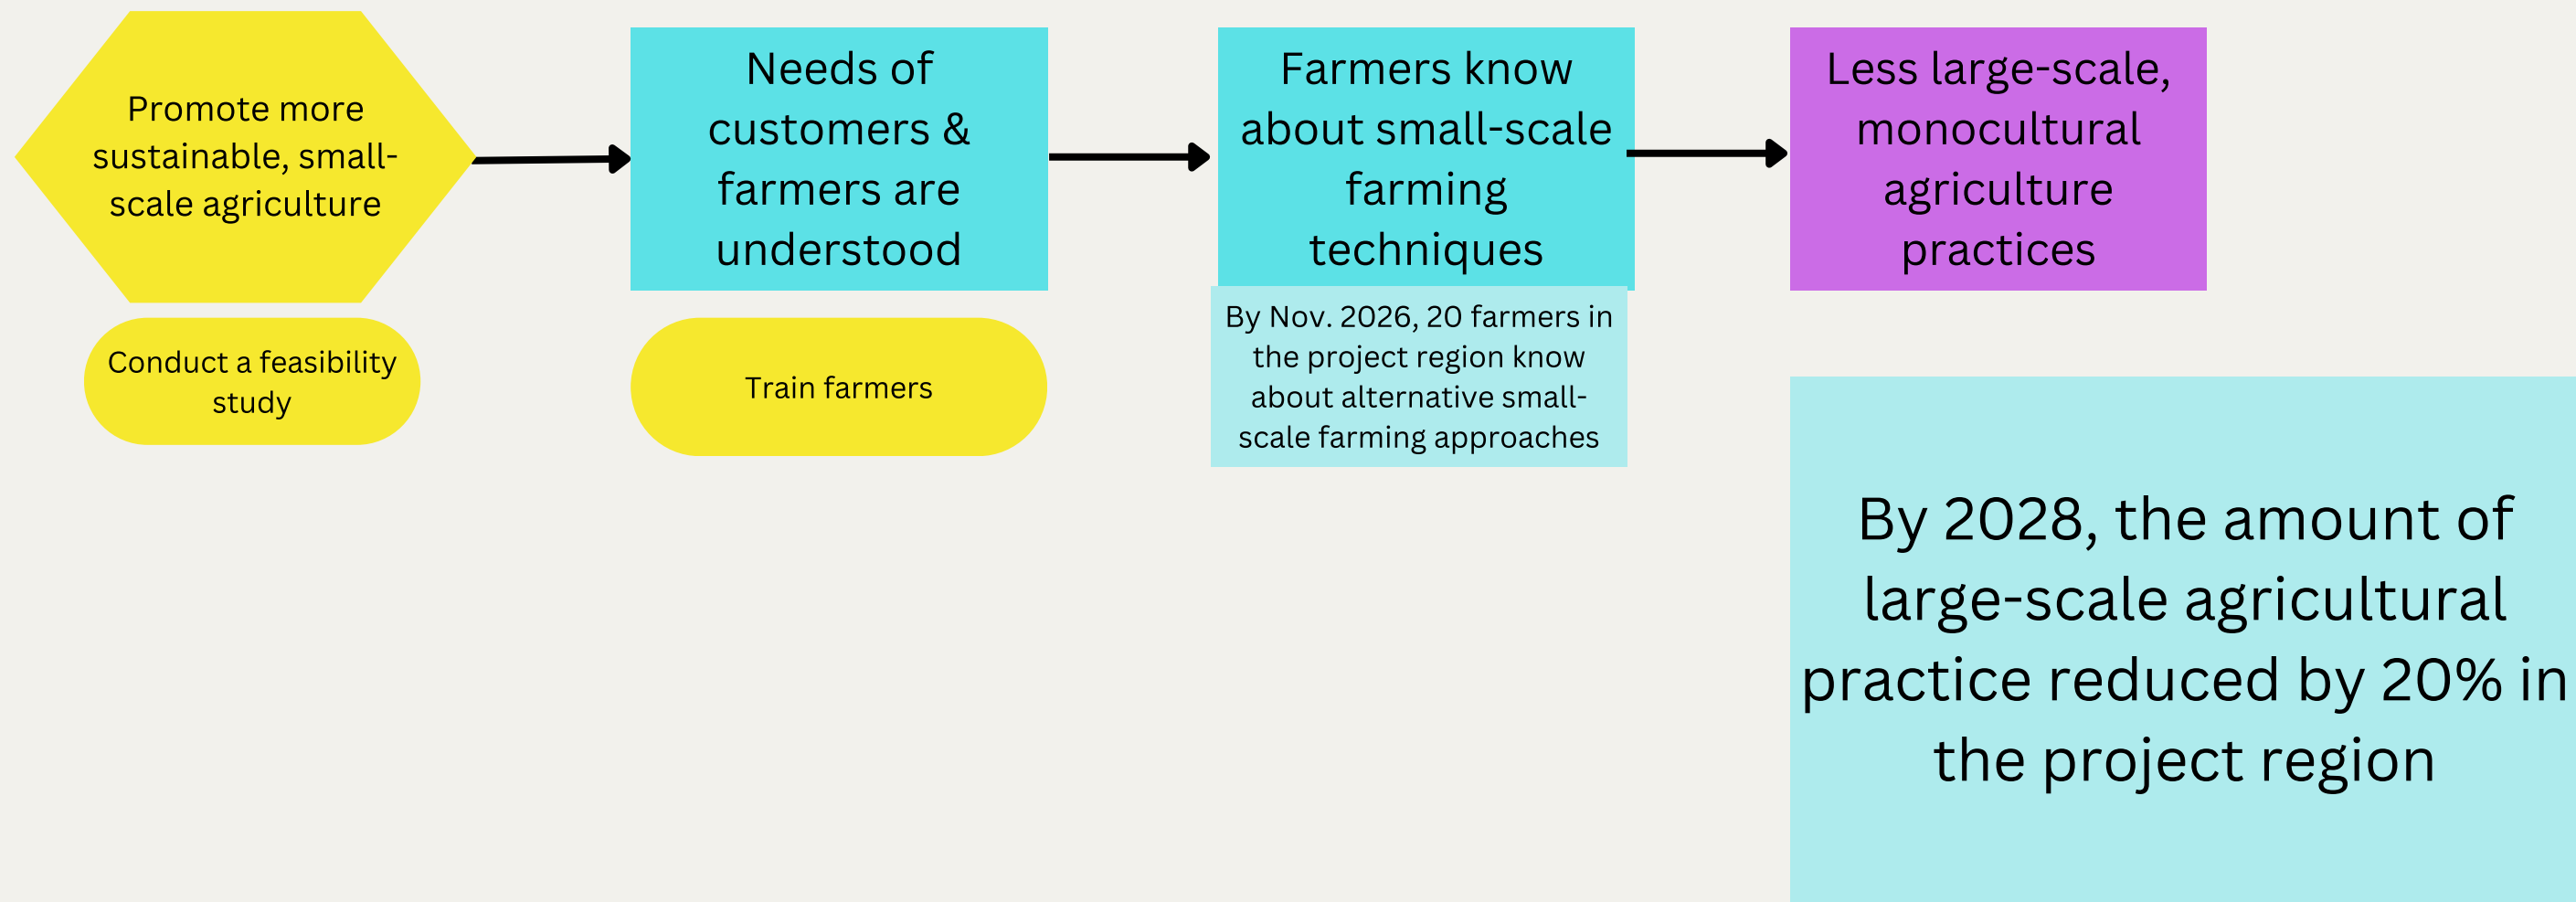 Promote more
sustainable, small-
scale agriculture
Conduct a feasibility
study
Needs of
customers &
farmers are
understood
Train farmers
Farmers know
about small-scale
farming
techniques
By Nov. 2026, 20 farmers in
the project region know
about alternative small-
scale farming approaches
Less large-scale,
monocultural
agriculture
practices
By 2028, the amount of
large-scale agricultural
practice reduced by 20% in
the project region